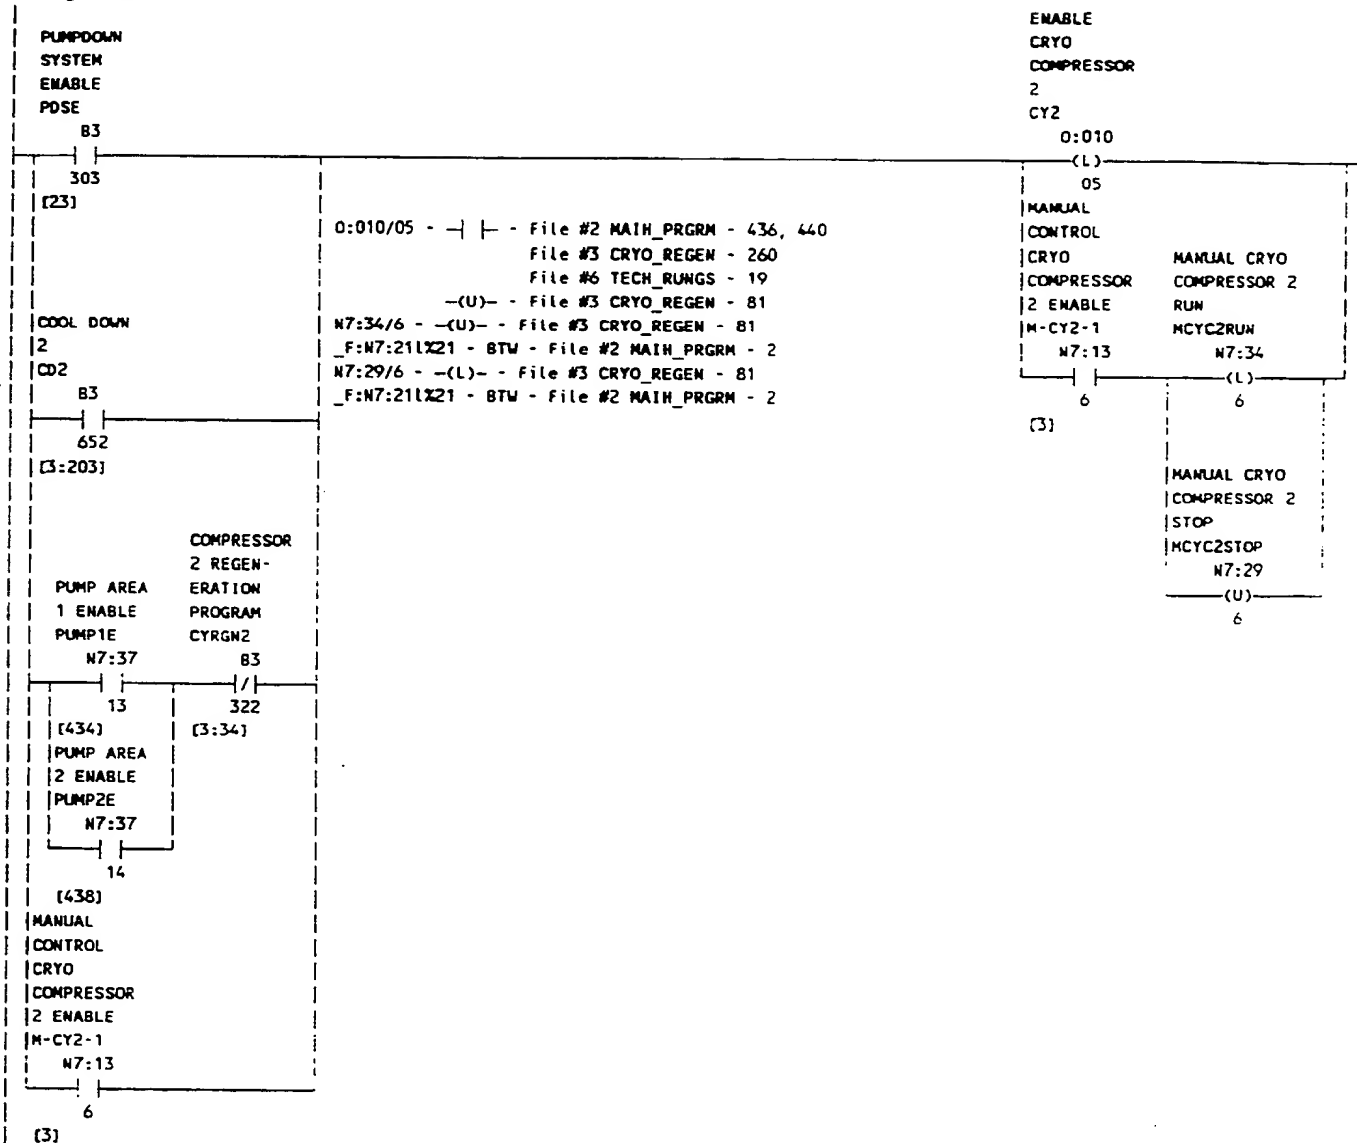 PUMPDOWN
SYSTEM
ENABLE
PDSE
B3
303
[23]
ENABLE
CRYO
COMPRESSOR
2
CY2
O:010
(L)
05
O:010/05 - ─┤ ├─ - File #2 MAIH_PRGRM - 436, 440
File #3 CRYO_REGEN - 260
File #6 TECH_RUNGS - 19
─(U)─ - File #3 CRYO_REGEN - 81
N7:34/6 - ─(U)─ - File #3 CRYO_REGEN - 81
_F:N7:21l%21 - BTW - File #2 MAIH_PRGRM - 2
N7:29/6 - ─(L)─ - File #3 CRYO_REGEN - 81
_F:N7:21l%21 - BTW - File #2 MAIH_PRGRM - 2
MANUAL
CONTROL
CRYO
COMPRESSOR
2 ENABLE
M-CY2-1
N7:13
6
[3]
MANUAL CRYO
COMPRESSOR 2
RUN
MCYC2RUN
N7:34
(L)
6
MANUAL CRYO
COMPRESSOR 2
STOP
MCYC2STOP
N7:29
(U)
6
COOL DOWN
2
CD2
B3
652
[3:203]
PUMP AREA
1 ENABLE
PUMP1E
N7:37
13
[434]
COMPRESSOR
2 REGEN-
ERATION
PROGRAM
CYRGN2
B3
322
[3:34]
PUMP AREA
2 ENABLE
PUMP2E
N7:37
14
[438]
MANUAL
CONTROL
CRYO
COMPRESSOR
2 ENABLE
M-CY2-1
N7:13
6
[3]